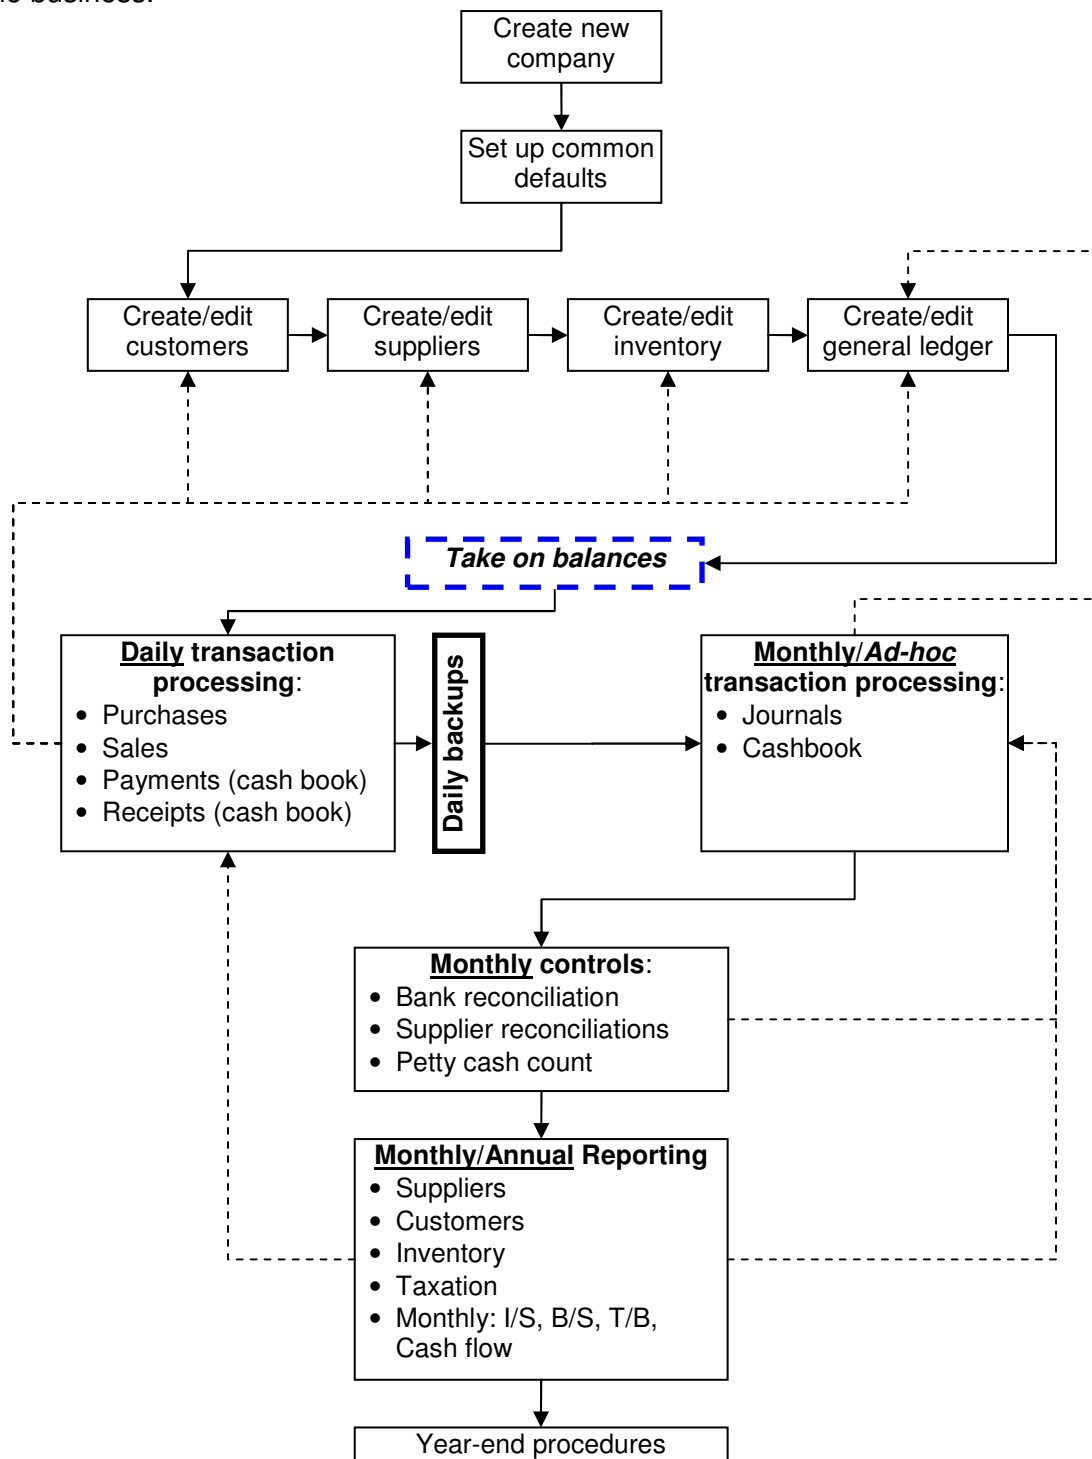 Create new
company
Set up common
defaults
Create/edit
customers
Create/edit
suppliers
Create/edit
inventory
Create/edit
general ledger
Take on balances
Daily transaction
processing:
• Purchases
• Sales
• Payments (cash book)
• Receipts (cash book)
Daily backups
Monthly/Ad-hoc
transaction processing:
• Journals
• Cashbook
Monthly controls:
• Bank reconciliation
• Supplier reconciliations
• Petty cash count
Monthly/Annual Reporting
• Suppliers
• Customers
• Inventory
• Taxation
• Monthly: I/S, B/S, T/B,
Cash flow
Year-end procedures